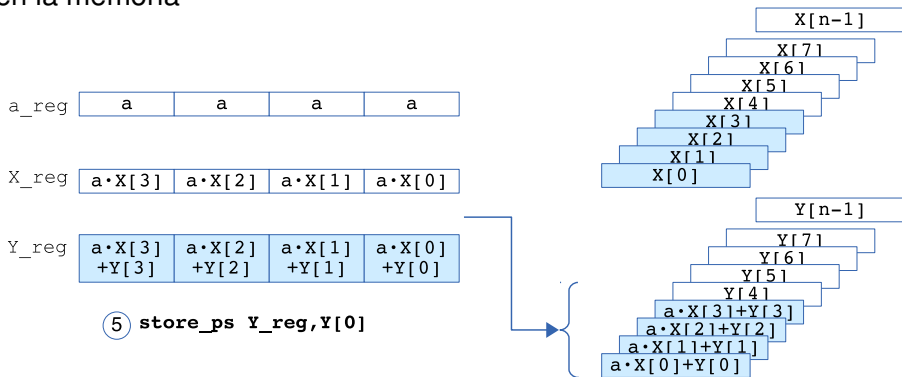 en la memoria
a_reg a a a a
X_reg a·X[3] a·X[2] a·X[1] a·X[0]
Y_reg a·X[3] +Y[3] a·X[2] +Y[2] a·X[1] +Y[1] a·X[0] +Y[0]
5 store_ps Y_reg,Y[0]
X[n-1]
X[7]
X[6]
X[5]
X[4]
X[3]
X[2]
X[1]
X[0]
Y[n-1]
Y[7]
Y[6]
Y[5]
Y[4]
a·X[3]+Y[3]
a·X[2]+Y[2]
a·X[1]+Y[1]
a·X[0]+Y[0]